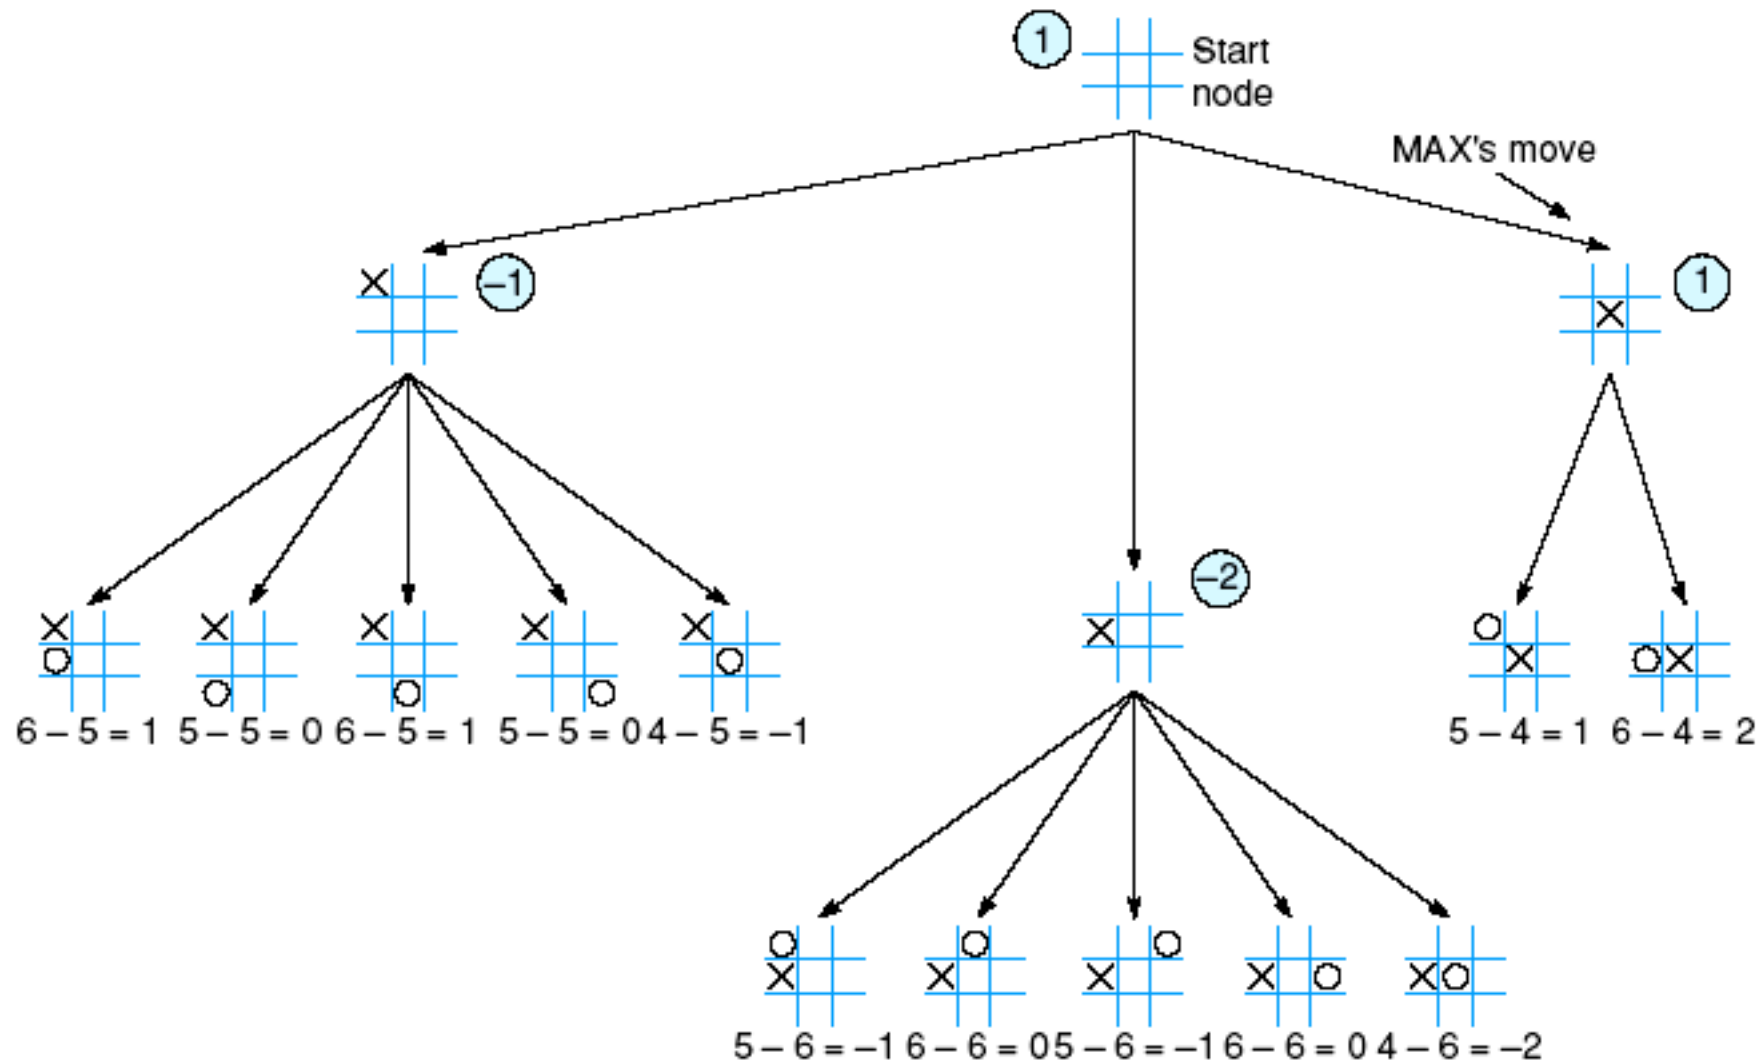 1
Start
node
MAX's move
–1
1
6 – 5 = 1 5 – 5 = 0 6 – 5 = 1 5 – 5 = 0 4 – 5 = –1
–2
5 – 4 = 1 6 – 4 = 2
5 – 6 = –1 6 – 6 = 0 5 – 6 = –1 6 – 6 = 0 4 – 6 = –2